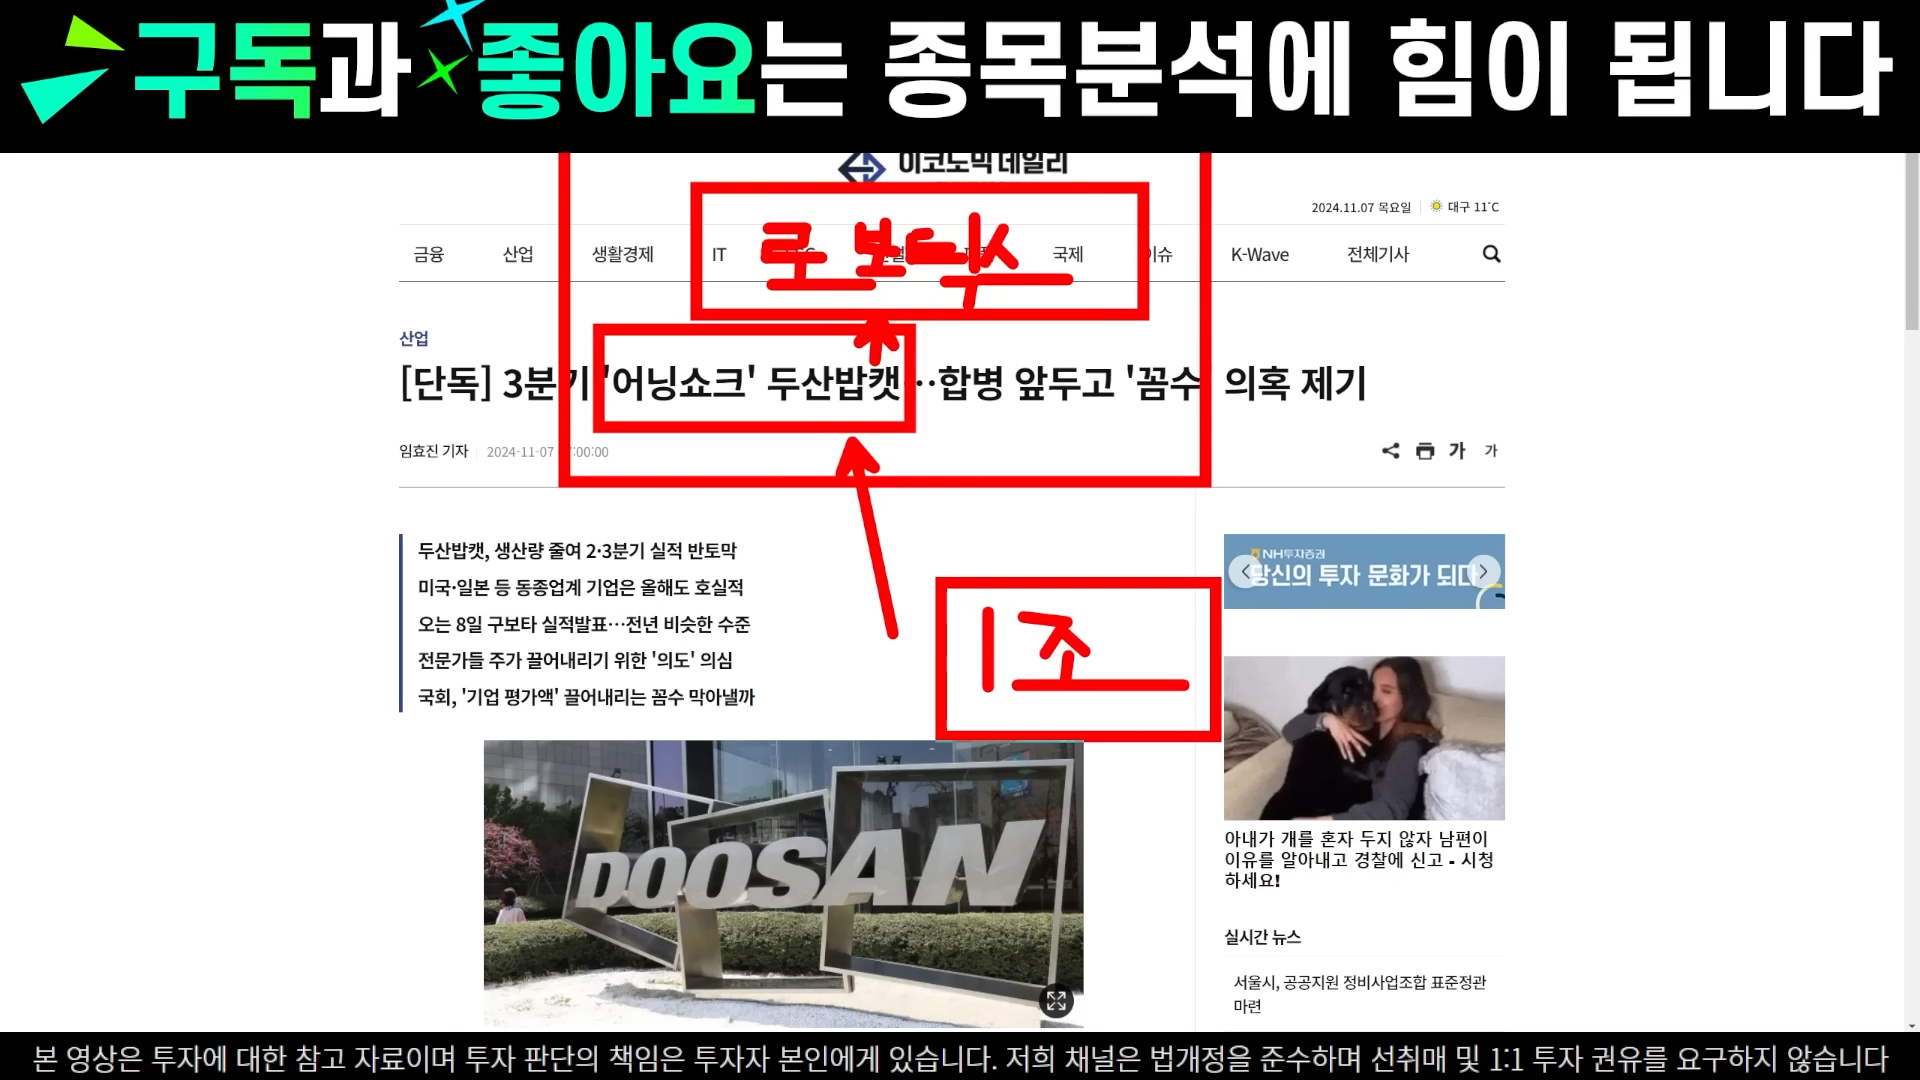 구독과 좋아요는 종목분석에 힘이 됩니다
이코노믹데일리
2024.11.07 목요일 대구 11˚C
금융 산업 생활경제 IT 국제 이슈 K-Wave 전체기사
로보틱스
산업
[단독] 3분기 '어닝쇼크' 두산밥캣…합병 앞두고 '꼼수' 의혹 제기
임효진 기자 2024-11-07 :00:00
가 가
두산밥캣, 생산량 줄여 2·3분기 실적 반토막
미국·일본 등 동종업계 기업은 올해도 호실적
오는 8일 구보타 실적발표…전년 비슷한 수준
전문가들 주가 끌어내리기 위한 '의도' 의심
국회, '기업 평가액' 끌어내리는 꼼수 막아낼까
1조
NH투자증권
당신의 투자 문화가 되다
DOOSAN
아내가 개를 혼자 두지 않자 남편이
이유를 알아내고 경찰에 신고 - 시청
하세요!
실시간 뉴스
서울시, 공공지원 정비사업조합 표준정관
마련
본 영상은 투자에 대한 참고 자료이며 투자 판단의 책임은 투자자 본인에게 있습니다. 저희 채널은 법개정을 준수하며 선취매 및 1:1 투자 권유를 요구하지 않습니다